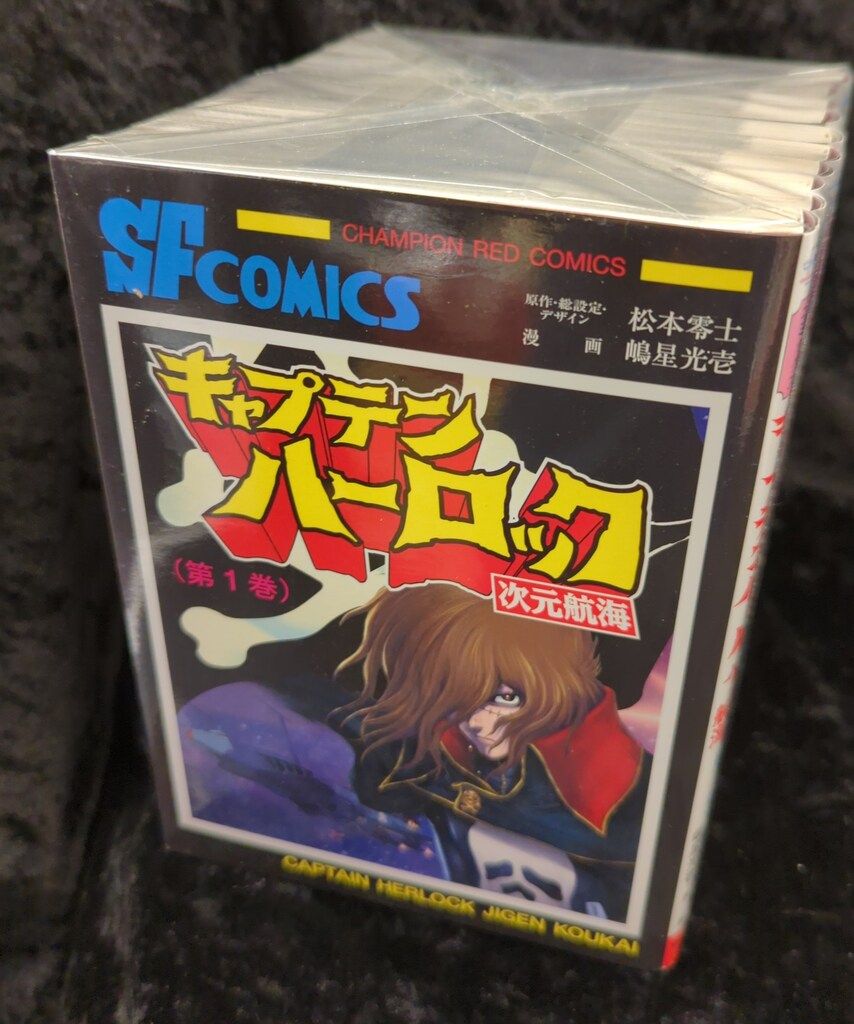 SF COMICS
CHAMPION RED COMICS
原作・総設定・
デザイン 松本零士
漫 画 嶋星光壱
キャプテン
ハーロック
次元航海
(第1巻)
CAPTAIN HERLOCK JIGEN KOUKAI